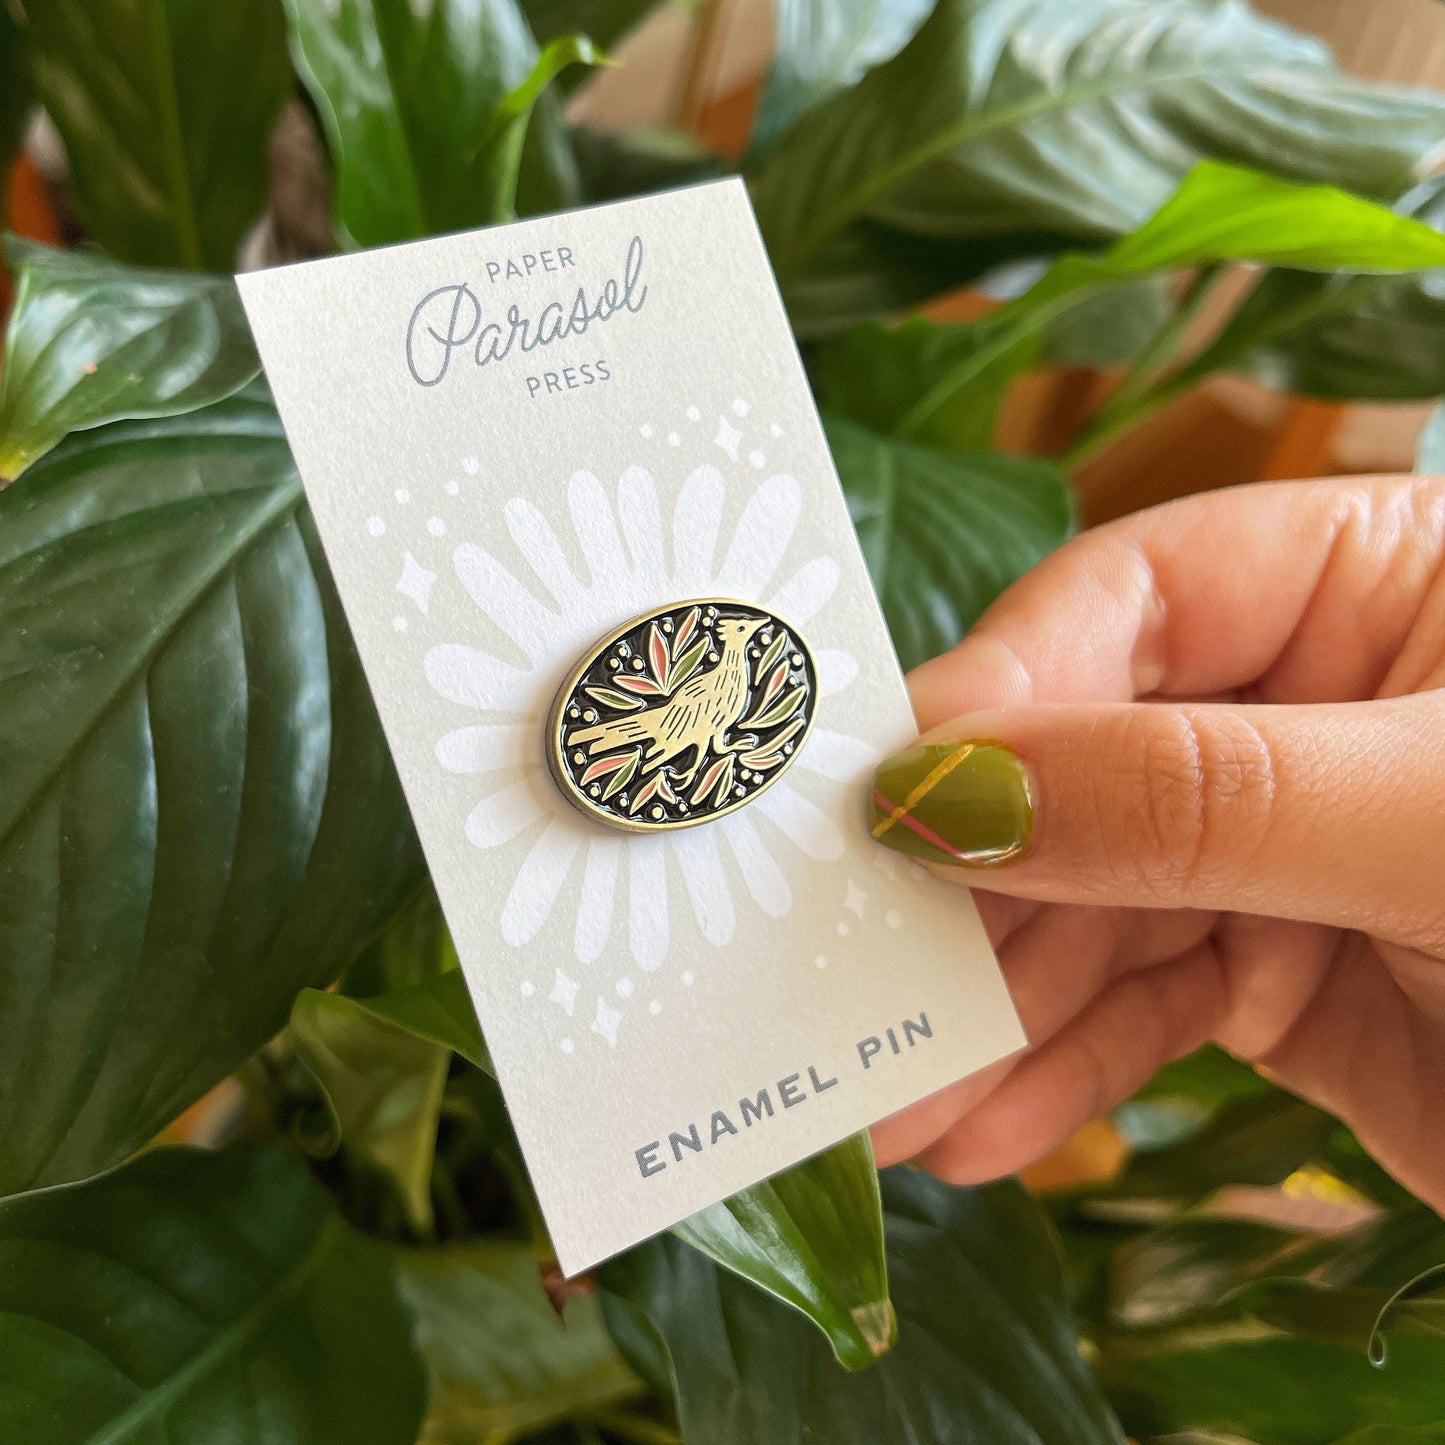 PAPER
Parasol
PRESS
ENAMEL PIN